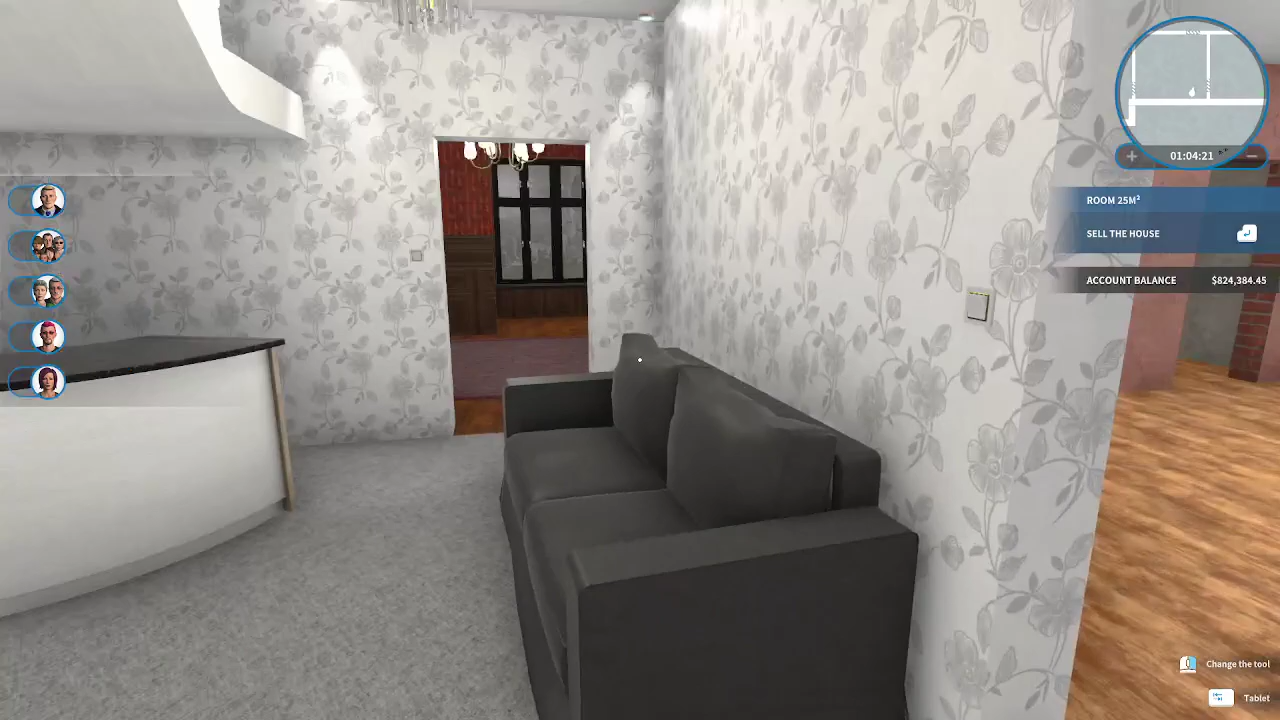 01:04:21
ROOM 25M²
SELL THE HOUSE
ACCOUNT BALANCE $824,384.45
Change the tool
Tablet